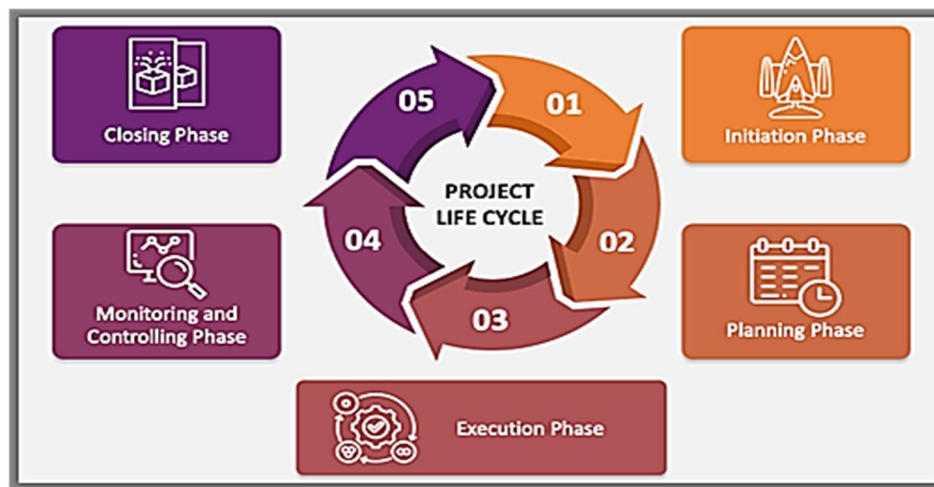 PROJECT
LIFE CYCLE
01
Initiation Phase
02
Planning Phase
03
Execution Phase
04
Monitoring and
Controlling Phase
05
Closing Phase